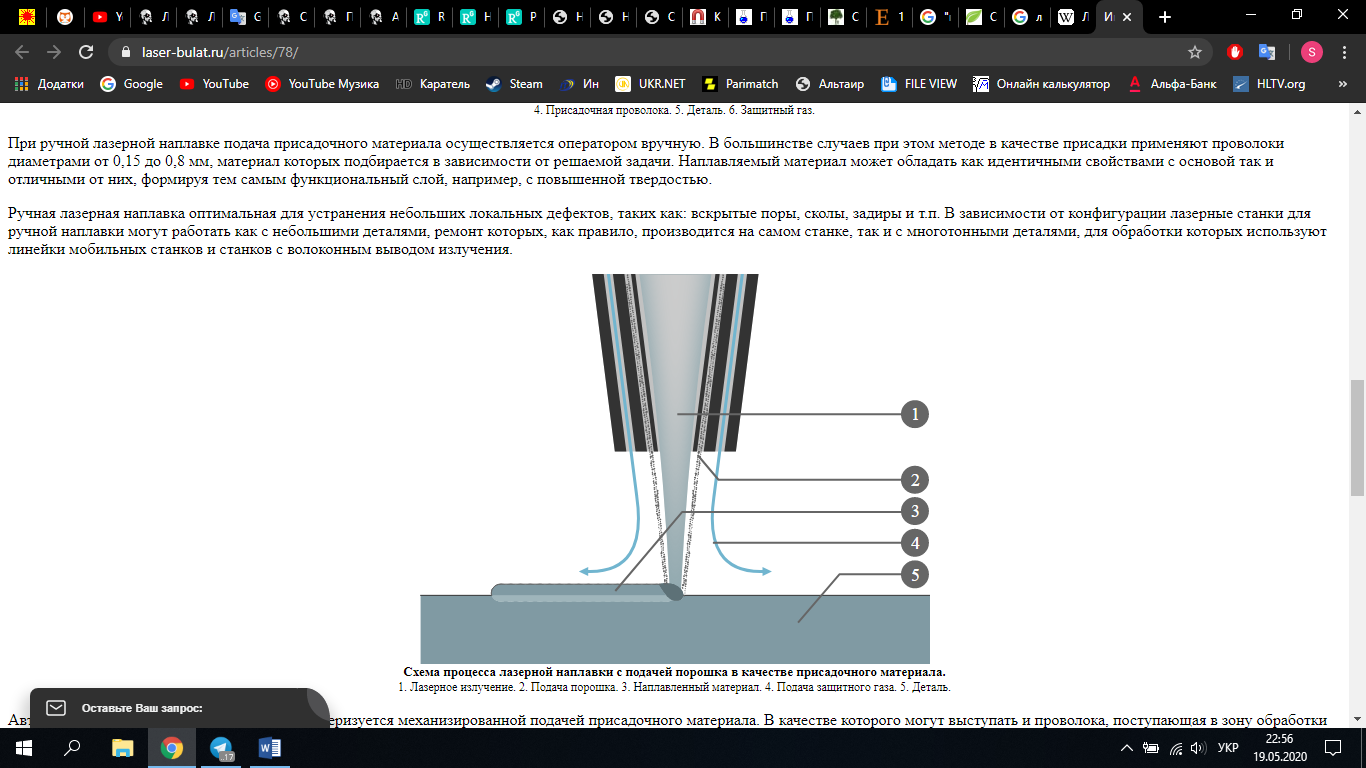 Y
Л
Л
G
С
П
А
R
Н
Р
Н
Н
С
К
П
П
С
1
"
С
л
Л
И
laser-bulat.ru/articles/78/
S
Додатки
Google
YouTube
YouTube Музика
HD Каратель
Steam
Ин
UKR.NET
Parimatch
Альтаир
FILE VIEW
Онлайн калькулятор
Альфа-Банк
HLTV.org
»
4. Присадочная проволока. 5. Деталь. 6. Защитный газ.
При ручной лазерной наплавке подача присадочного материала осуществляется оператором вручную. В большинстве случаев при этом методе в качестве присадки применяют проволоки
диаметрами от 0,15 до 0,8 мм, материал которых подбирается в зависимости от решаемой задачи. Наплавляемый материал может обладать как идентичными свойствами с основой так и
отличными от них, формируя тем самым функциональный слой, например, с повышенной твердостью.
Ручная лазерная наплавка оптимальная для устранения небольших локальных дефектов, таких как: вскрытые поры, сколы, задиры и т.п. В зависимости от конфигурации лазерные станки для
ручной наплавки могут работать как с небольшими деталями, ремонт которых, как правило, производится на самом станке, так и с многотонными деталями, для обработки которых используют
линейки мобильных станков и станков с волоконным выводом излучения.
1
2
3
4
5
Схема процесса лазерной наплавки с подачей порошка в качестве присадочного материала.
1. Лазерное излучение. 2. Подача порошка. 3. Наплавленный материал. 4. Подача защитного газа. 5. Деталь.
Оставьте Ваш запрос:
механизированной подачей присадочного материала. В качестве которого могут выступать и проволока, поступающая в зону обработки
17
УКР
22:56
19.05.2020